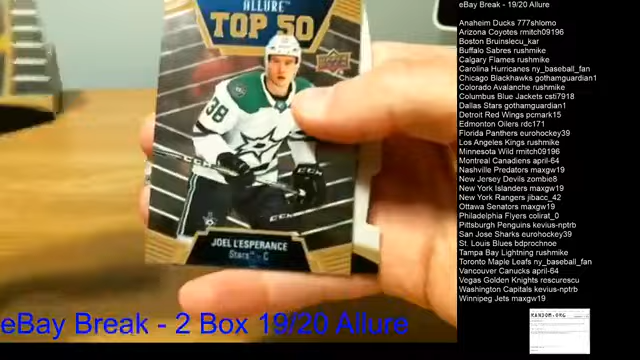 eBay Break - 19/20 Allure
Anaheim Ducks 777shlomo
Arizona Coyotes rmitch09196
Boston Bruinslecu_kar
Buffalo Sabres rushmike
Calgary Flames rushmike
Carolina Hurricanes ny_baseball_fan
Chicago Blackhawks gothamguardian1
Colorado Avalanche rushmike
Columbus Blue Jackets csti7918
Dallas Stars gothamguardian1
Detroit Red Wings pcmark15
Edmonton Oilers rdc171
Florida Panthers eurohockey39
Los Angeles Kings rushmike
Minnesota Wild rmitch09196
Montreal Canadiens april-64
Nashville Predators maxgw19
New Jersey Devils zombie8
New York Islanders maxgw19
New York Rangers jibacc_42
Ottawa Senators maxgw19
Philadelphia Flyers colirat_0
Pittsburgh Penguins kevius-nptrb
San Jose Sharks eurohockey39
St. Louis Blues bdprochnoe
Tampa Bay Lightning rushmike
Toronto Maple Leafs ny_baseball_fan
Vancouver Canucks april-64
Vegas Golden Knights rescurescu
Washington Capitals kevius-nptrb
Winnipeg Jets maxgw19
RANDOM.ORG
ALLURE
TOP 50
UPPER DECK
38
JOEL L'ESPERANCE
Stars - C
eBay Break - 2 Box 19/20 Allure